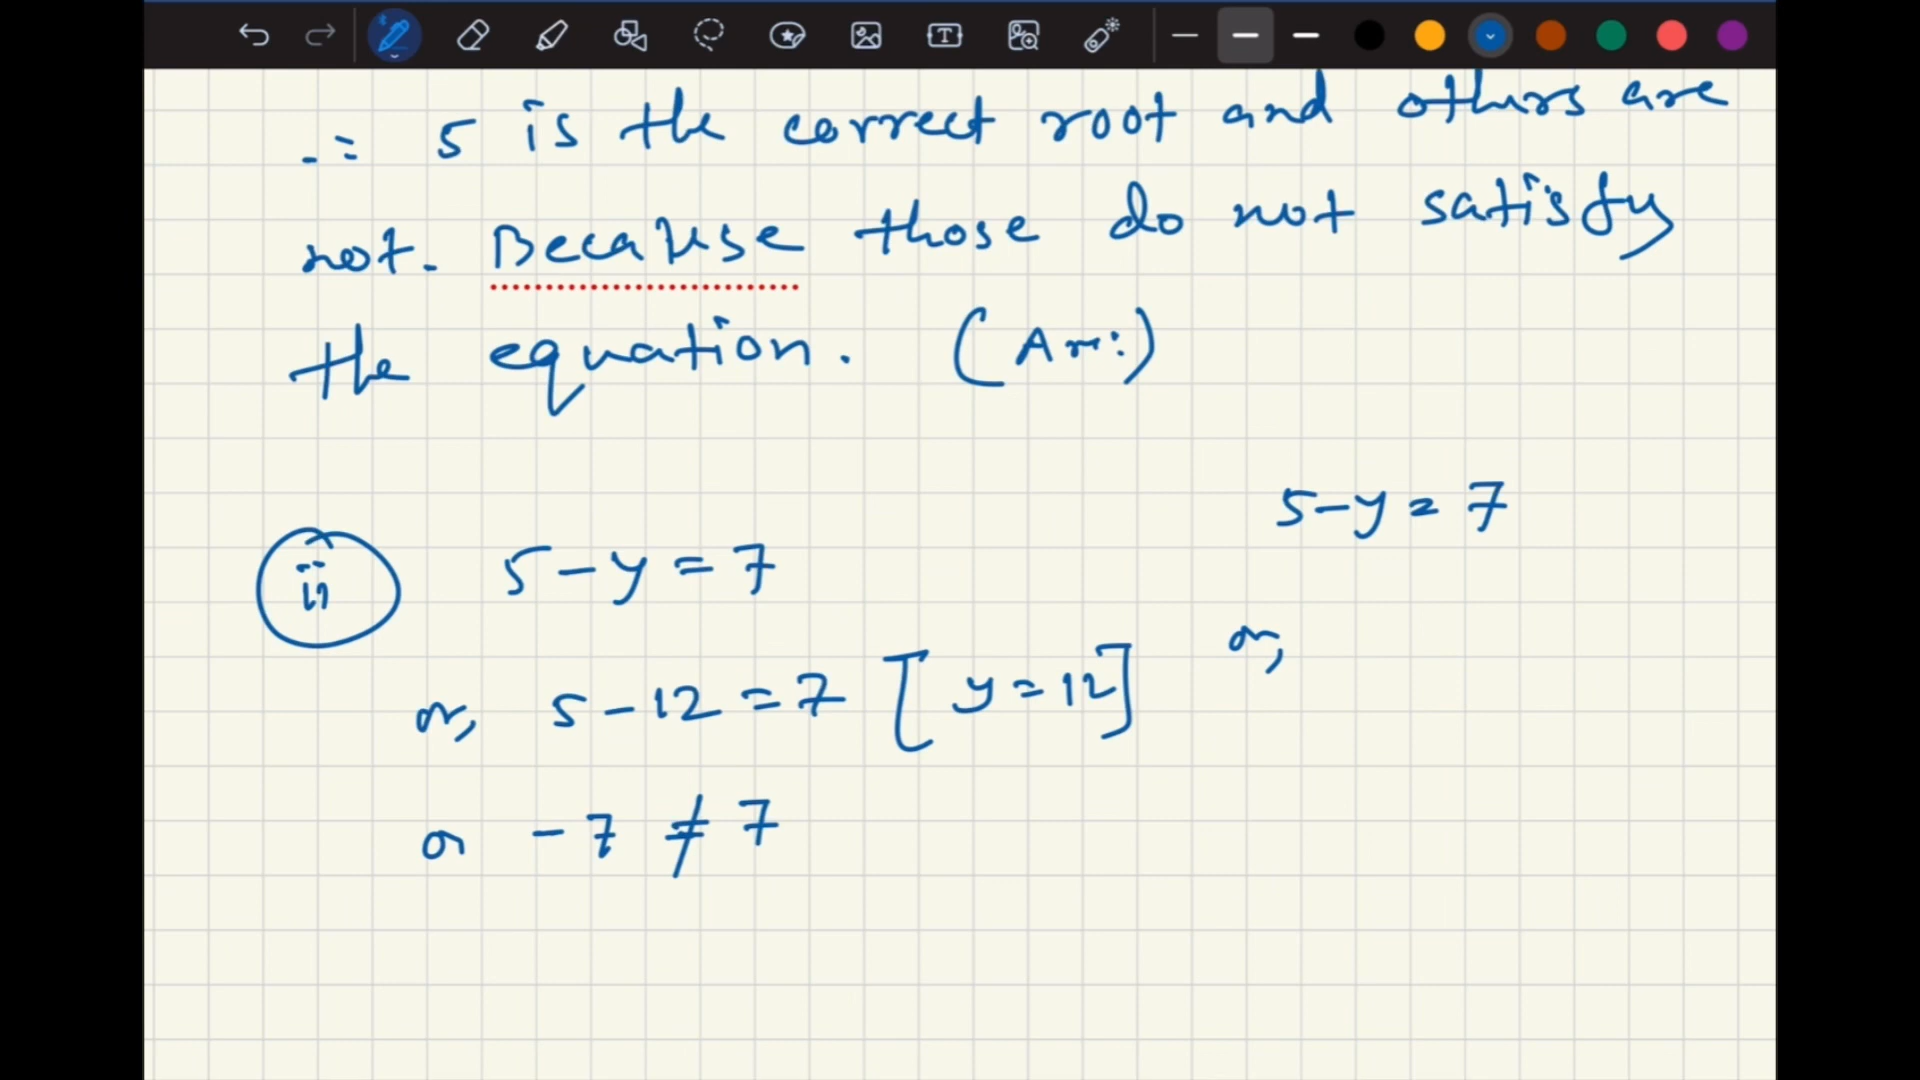 ∴ 5 is the correct root and others are
not. Because those do not satisfy
the equation. (Ans:)
5-y=7
ii 5-y=7
or, 5-12=7 [y=12]
or,
or -7≠7